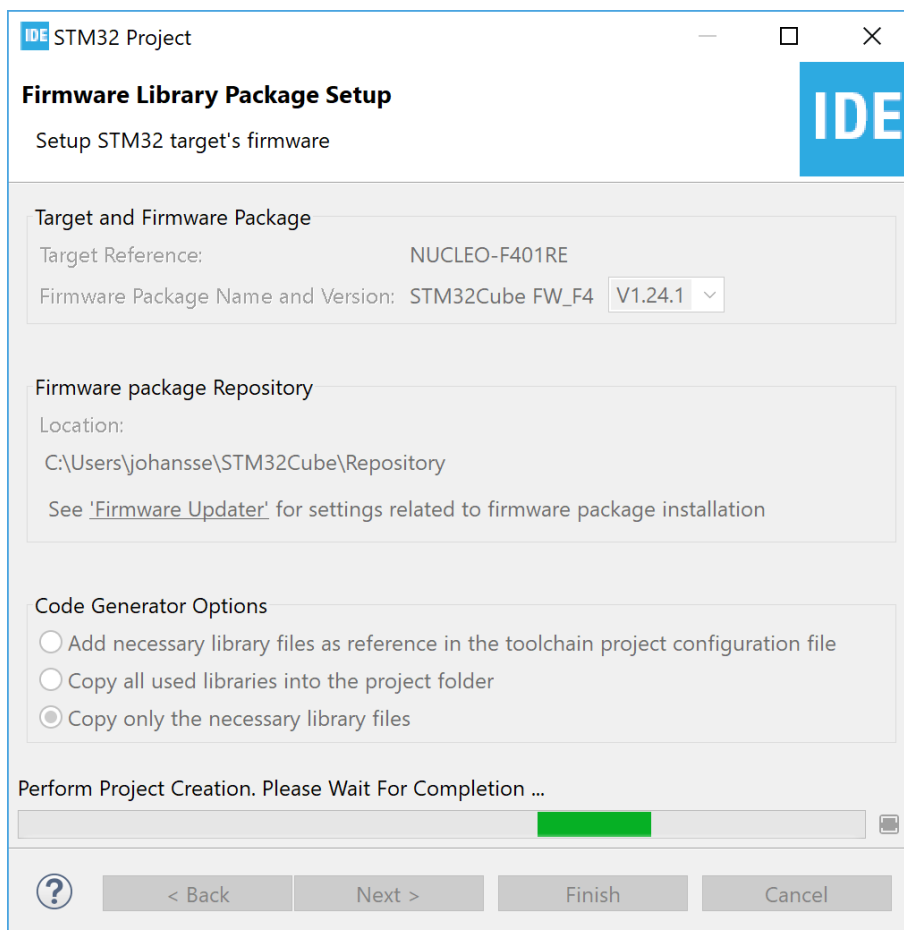 IDE STM32 Project
Firmware Library Package Setup
Setup STM32 target's firmware
IDE
Target and Firmware Package
Target Reference: NUCLEO-F401RE
Firmware Package Name and Version: STM32Cube FW_F4 V1.24.1
Firmware package Repository
Location:
C:\Users\johansse\STM32Cube\Repository
See 'Firmware Updater' for settings related to firmware package installation
Code Generator Options
Add necessary library files as reference in the toolchain project configuration file
Copy all used libraries into the project folder
Copy only the necessary library files
Perform Project Creation. Please Wait For Completion ...
? < Back Next > Finish Cancel